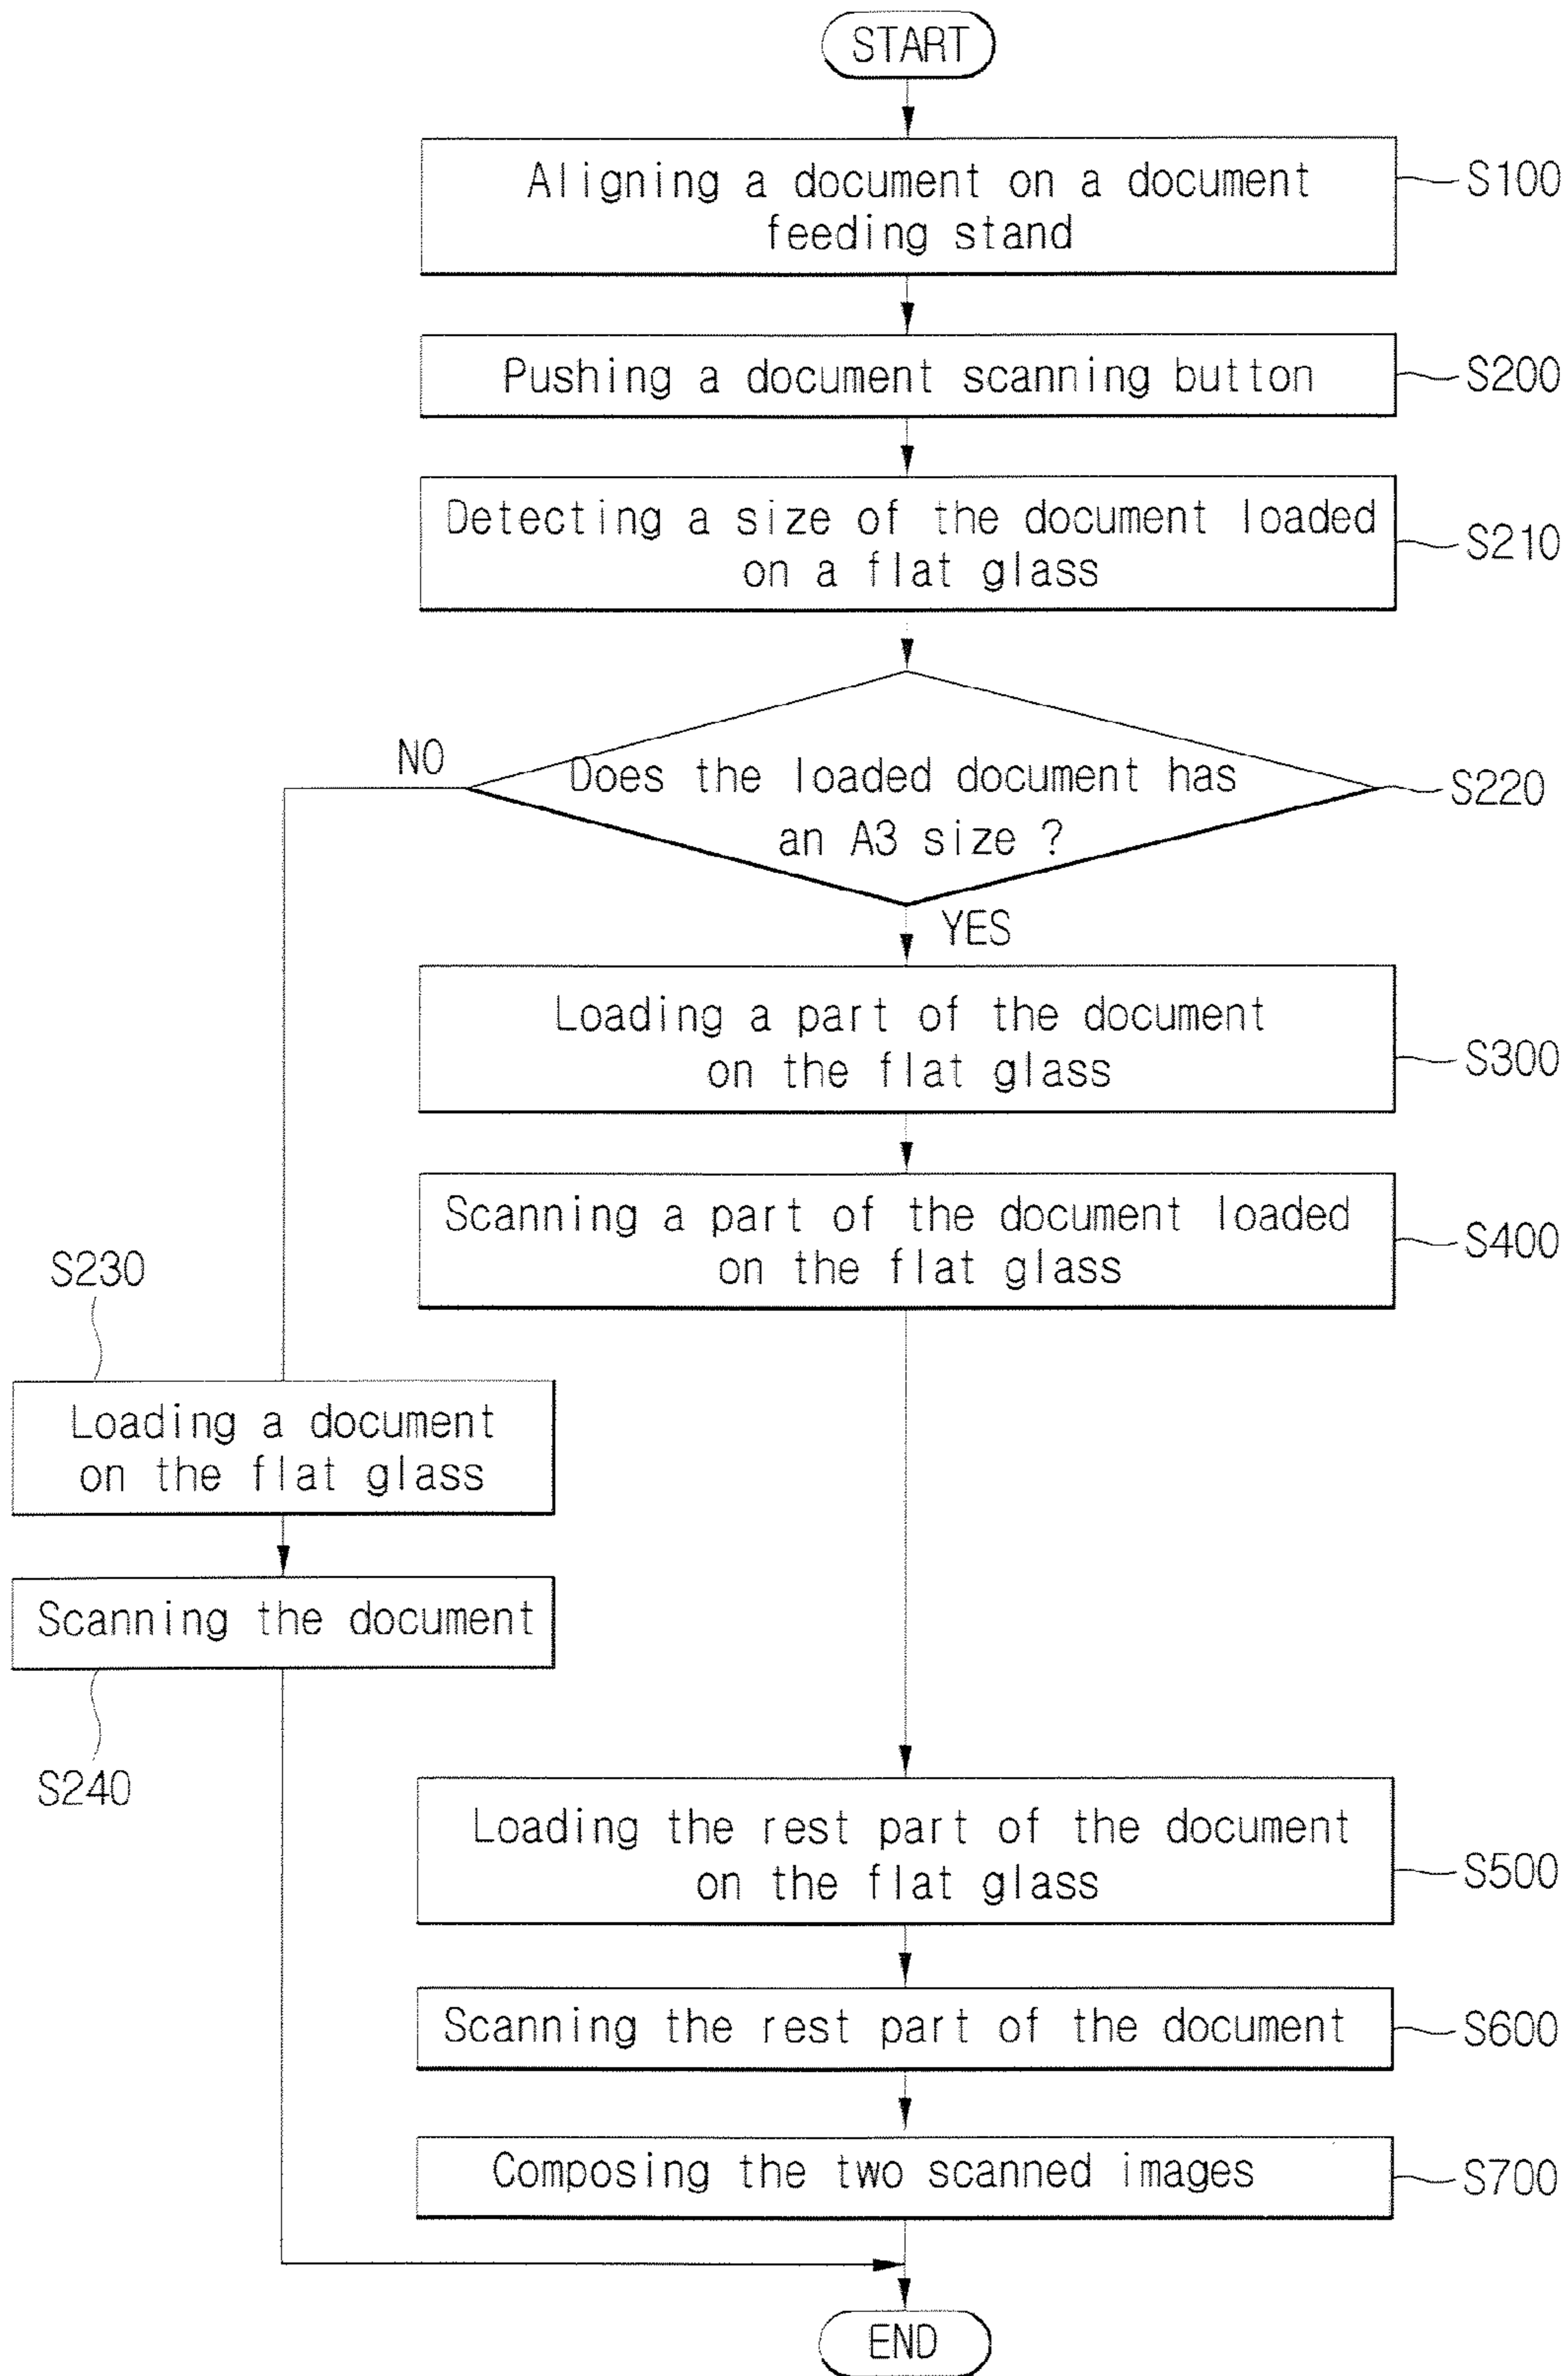 START
Aligning a document on a document
feeding stand
S100
Pushing a document scanning button
S200
Detecting a size of the document loaded
on a flat glass
S210
NO
Does the loaded document has
an A3 size ?
S220
YES
Loading a part of the document
on the flat glass
S300
Scanning a part of the document loaded
on the flat glass
S400
S230
Loading a document
on the flat glass
Scanning the document
S240
Loading the rest part of the document
on the flat glass
S500
Scanning the rest part of the document
S600
Composing the two scanned images
S700
END